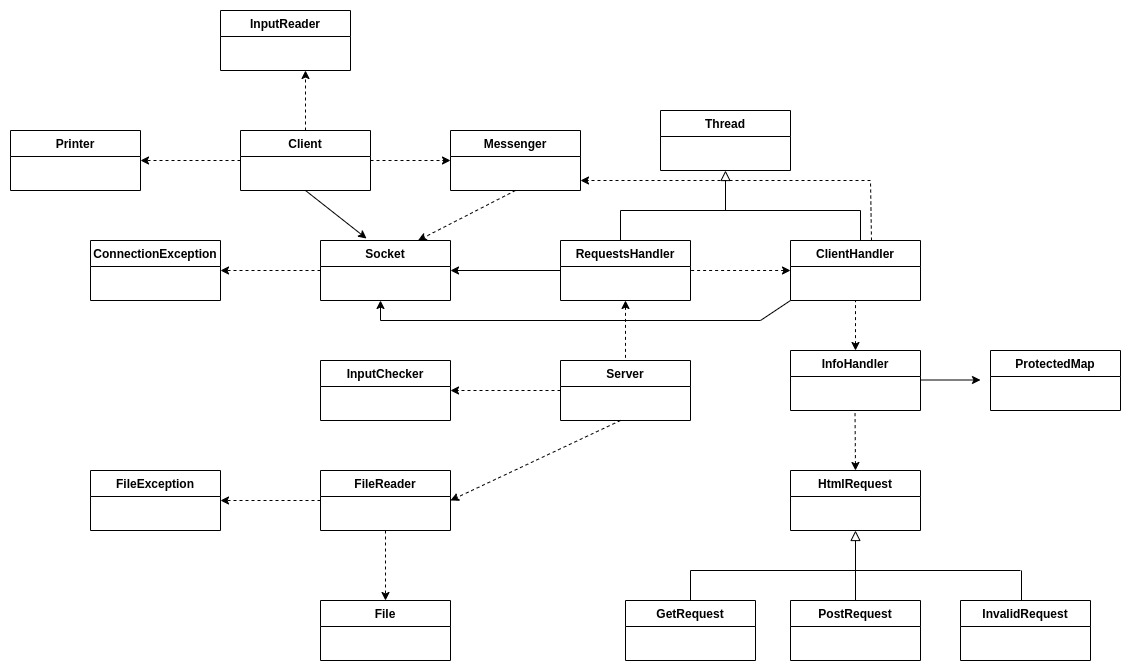 InputReader
Thread
Printer
Client
Messenger
ConnectionException
Socket
RequestsHandler
ClientHandler
InputChecker
Server
InfoHandler
ProtectedMap
FileException
FileReader
HtmlRequest
File
GetRequest
PostRequest
InvalidRequest